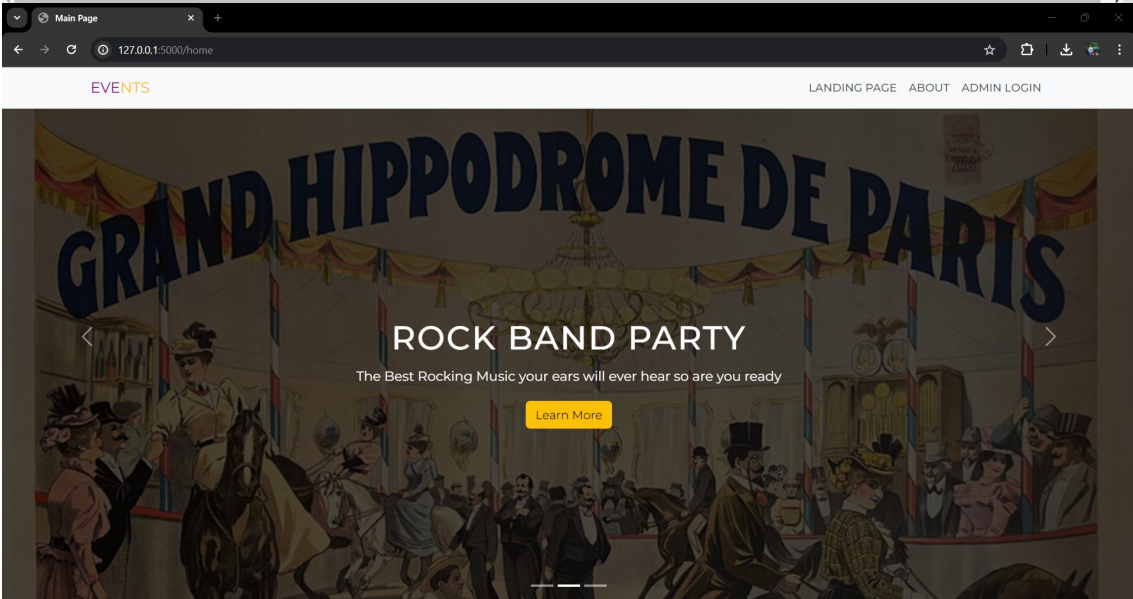 Main Page
127.0.0.1:5000/home
EVENTS
LANDING PAGE ABOUT ADMIN LOGIN
GRAND HIPPODROME DE PARIS
ROCK BAND PARTY
The Best Rocking Music your ears will ever hear so are you ready
Learn More